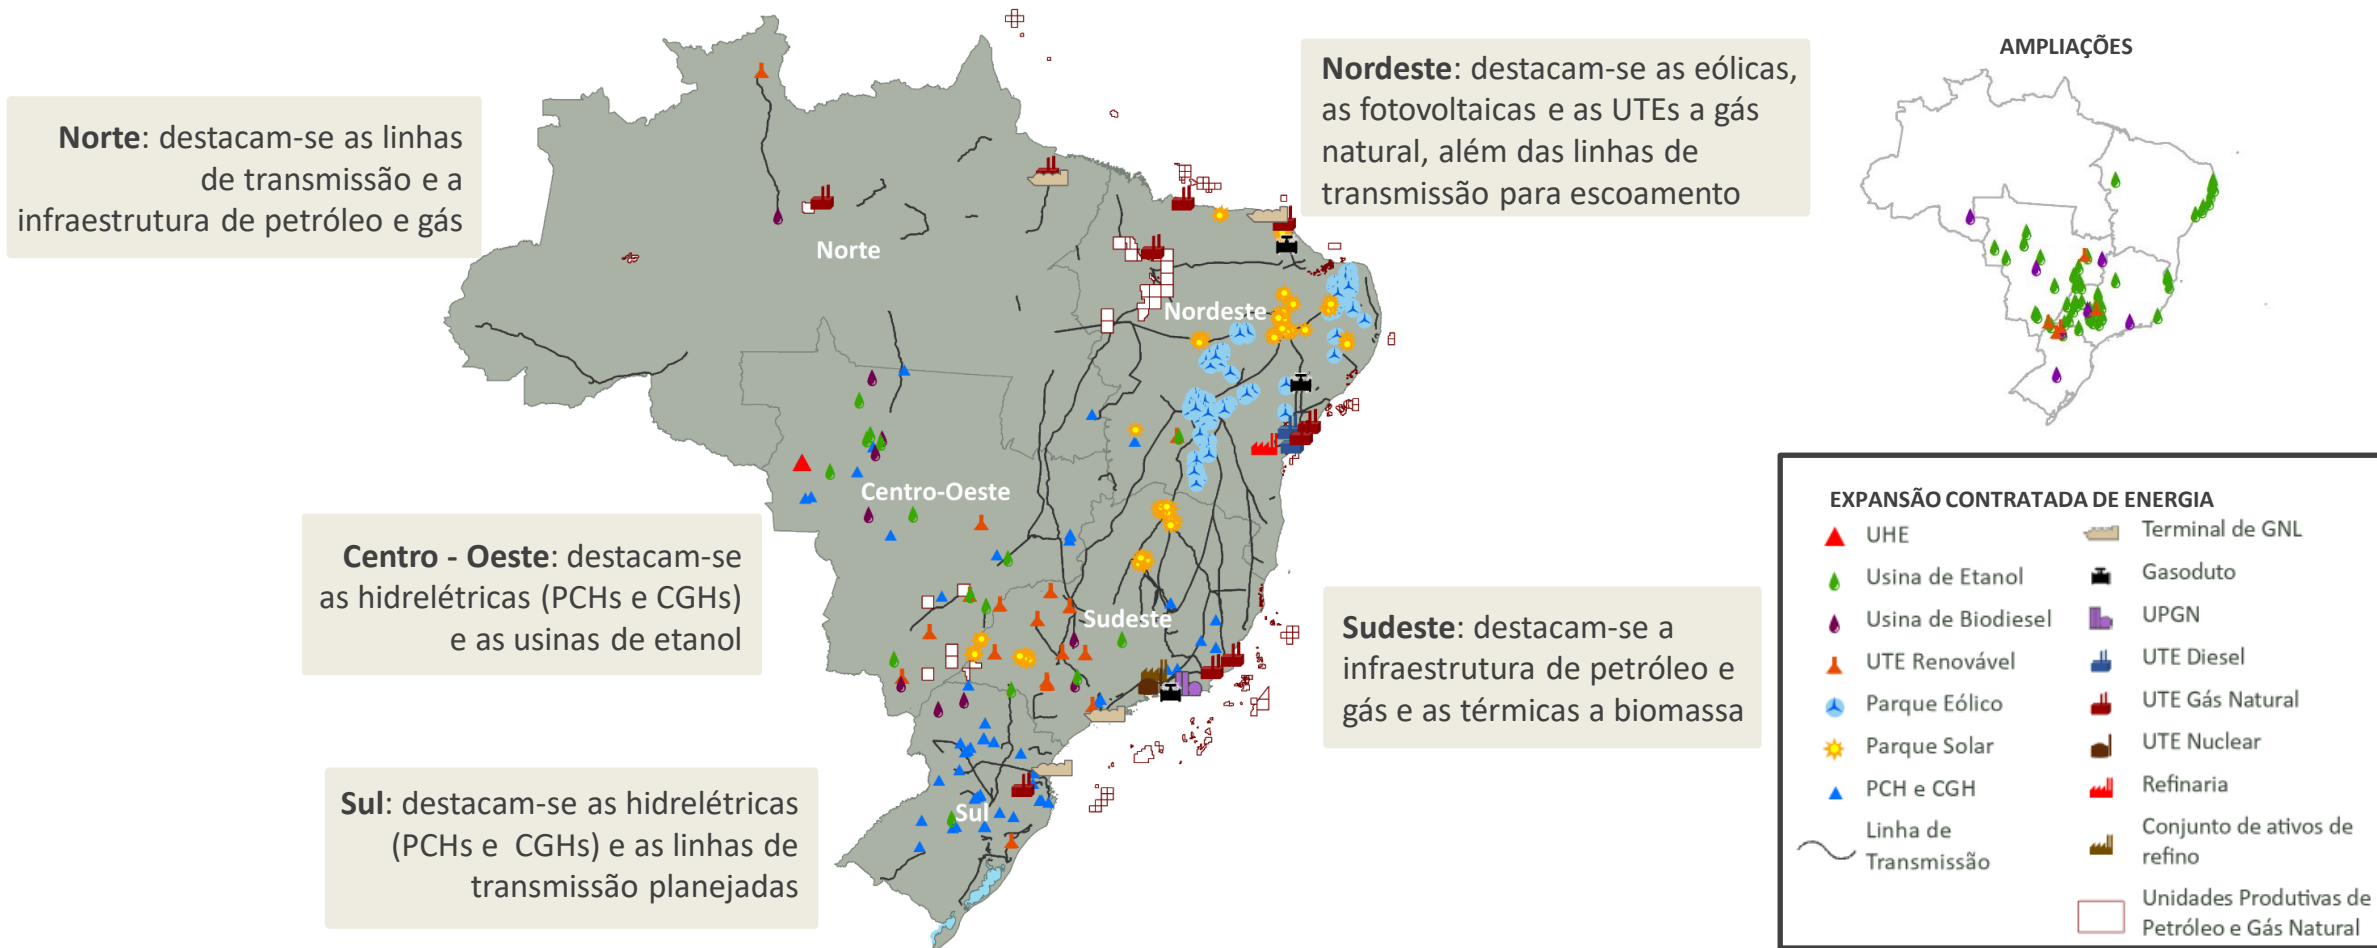 Norte: destacam-se as linhas
de transmissão e a
infraestrutura de petróleo e gás
Nordeste: destacam-se as eólicas,
as fotovoltaicas e as UTEs a gás
natural, além das linhas de
transmissão para escoamento
AMPLIAÇÕES
Norte
Nordeste
Centro-Oeste
Sudeste
Sul
Centro - Oeste: destacam-se
as hidrelétricas (PCHs e CGHs)
e as usinas de etanol
Sudeste: destacam-se a
infraestrutura de petróleo e
gás e as térmicas a biomassa
Sul: destacam-se as hidrelétricas
(PCHs e CGHs) e as linhas de
transmissão planejadas
EXPANSÃO CONTRATADA DE ENERGIA
UHE
Usina de Etanol
Usina de Biodiesel
UTE Renovável
Parque Eólico
Parque Solar
PCH e CGH
Linha de
Transmissão
Terminal de GNL
Gasoduto
UPGN
UTE Diesel
UTE Gás Natural
UTE Nuclear
Refinaria
Conjunto de ativos de
refino
Unidades Produtivas de
Petróleo e Gás Natural